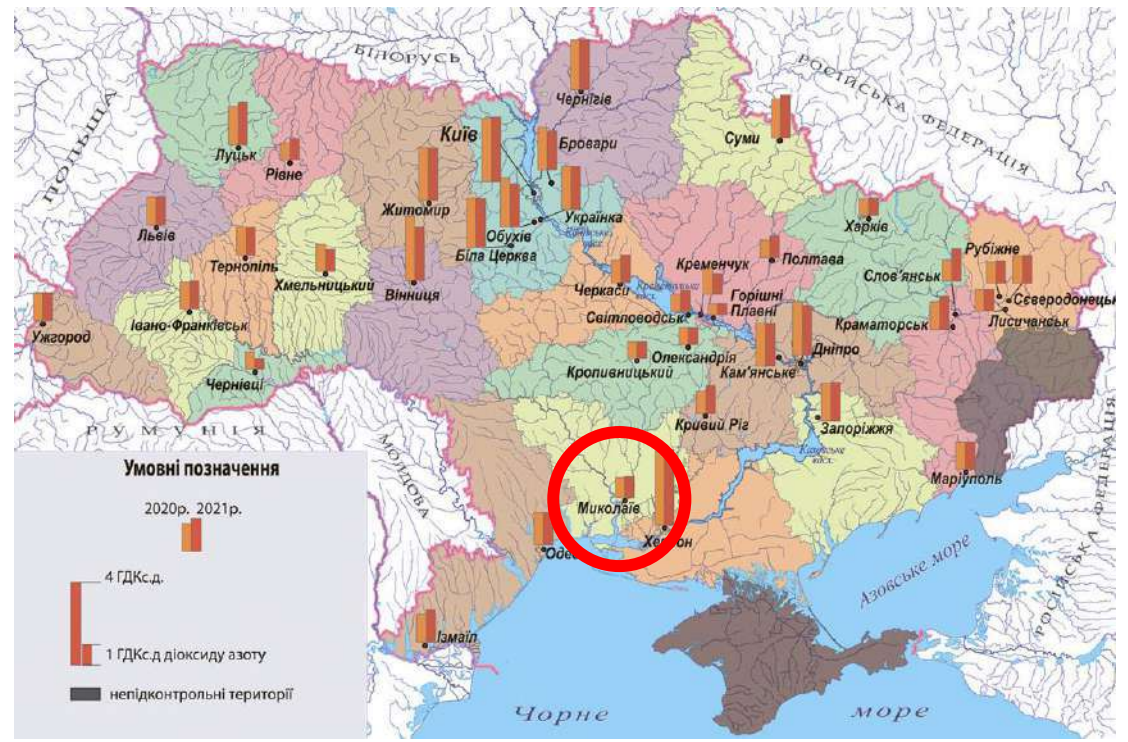 БІЛОРУСЬ
РОСІЙСЬКА ФЕДЕРАЦІЯ
ПОЛЬЩА
Чернігів
Київ
Бровари
Суми
Луцьк
Рівне
Житомир
Українка
Обухів
Біла Церква
Львів
Тернопіль
Хмельницький
Вінниця
Харків
Рубіжне
Полтава
Кременчук
Слов'янськ
Черкаси
Горішні
Плавні
Сєверодонецьк
Світловодськ
Краматорськ
Лисичанськ
Ужгород
Івано-Франківськ
Олександрія
Дніпро
Кропивницький
Кам'янське
Чернівці
Кривий Ріг
Запоріжжя
РУМУНІЯ
МОЛДОВА
Маріуполь
РОСІЙСЬКА ФЕДЕРАЦІЯ
Миколаїв
Умовні позначення
2020р. 2021р.
4 ГДКс.д.
1 ГДКс.д діоксиду азоту
непідконтрольні території
Ізмаїл
Азовське море
Чорне море